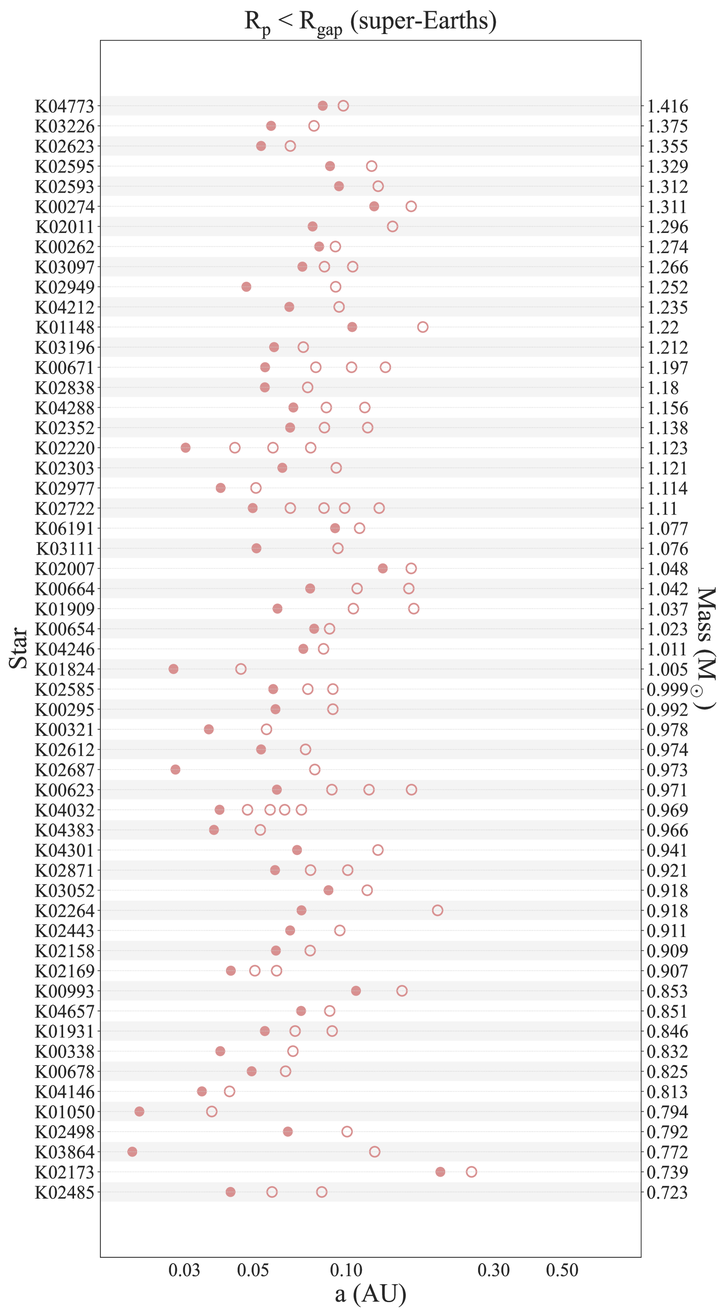 R_p < R_gap (super-Earths)
K04773 1.416
K03226 1.375
K02623 1.355
K02595 1.329
K02593 1.312
K00274 1.311
K02011 1.296
K00262 1.274
K03097 1.266
K02949 1.252
K04212 1.235
K01148 1.22
K03196 1.212
K00671 1.197
K02838 1.18
K04288 1.156
K02352 1.138
K02220 1.123
K02303 1.121
K02977 1.114
K02722 1.11
K06191 1.077
K03111 1.076
K02007 1.048
K00664 1.042
K01909 1.037
K00654 1.023
K04246 1.011
K01824 1.005
K02585 0.999
K00295 0.992
K00321 0.978
K02612 0.974
K02687 0.973
K00623 0.971
K04032 0.969
K04383 0.966
K04301 0.941
K02871 0.921
K03052 0.918
K02264 0.918
K02443 0.911
K02158 0.909
K02169 0.907
K00993 0.853
K04657 0.851
K01931 0.846
K00338 0.832
K00678 0.825
K04146 0.813
K01050 0.794
K02498 0.792
K03864 0.772
K02173 0.739
K02485 0.723
Star
Mass (M☉)
0.03 0.05 0.10 0.30 0.50
a (AU)